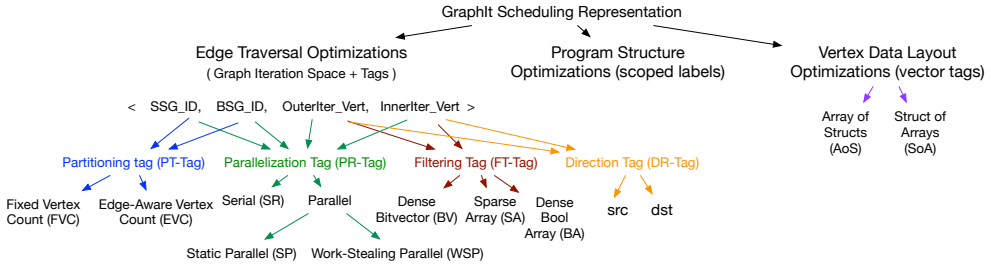 GraphIt Scheduling Representation
Edge Traversal Optimizations
( Graph Iteration Space + Tags )
Program Structure
Optimizations (scoped labels)
Vertex Data Layout
Optimizations (vector tags)
< SSG_ID, BSG_ID, OuterIter_Vert, InnerIter_Vert >
Array of
Structs
(AoS)
Struct of
Arrays
(SoA)
Partitioning tag (PT-Tag)
Parallelization Tag (PR-Tag)
Filtering Tag (FT-Tag)
Direction Tag (DR-Tag)
Fixed Vertex
Count (FVC)
Edge-Aware Vertex
Count (EVC)
Serial (SR)
Parallel
Dense
Bitvector (BV)
Sparse
Array (SA)
Dense
Bool
Array (BA)
src
dst
Static Parallel (SP)
Work-Stealing Parallel (WSP)